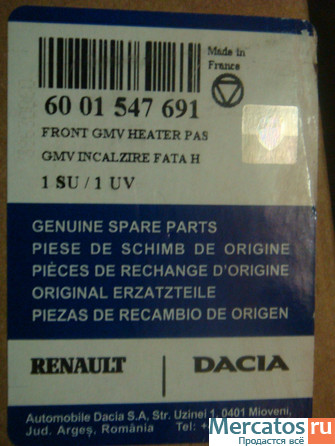 Made in
France
60 01 547 691
FRONT GMV HEATER PAS
GMV INCALZIRE FATA H
1 SU / 1 UV
GENUINE SPARE PARTS
PIESE DE SCHIMB DE ORIGINE
PIÈCES DE RECHANGE D'ORIGINE
ORIGINAL ERZATZTEILE
PIEZAS DE RECAMBIO DE ORIGEN
RENAULT | DACIA
Automobile Dacia S.A, Str. Uzinei 1, 0401 Mioveni,
Jud. Argeş, România Tel: +
Mercatos ru
Продастся всё